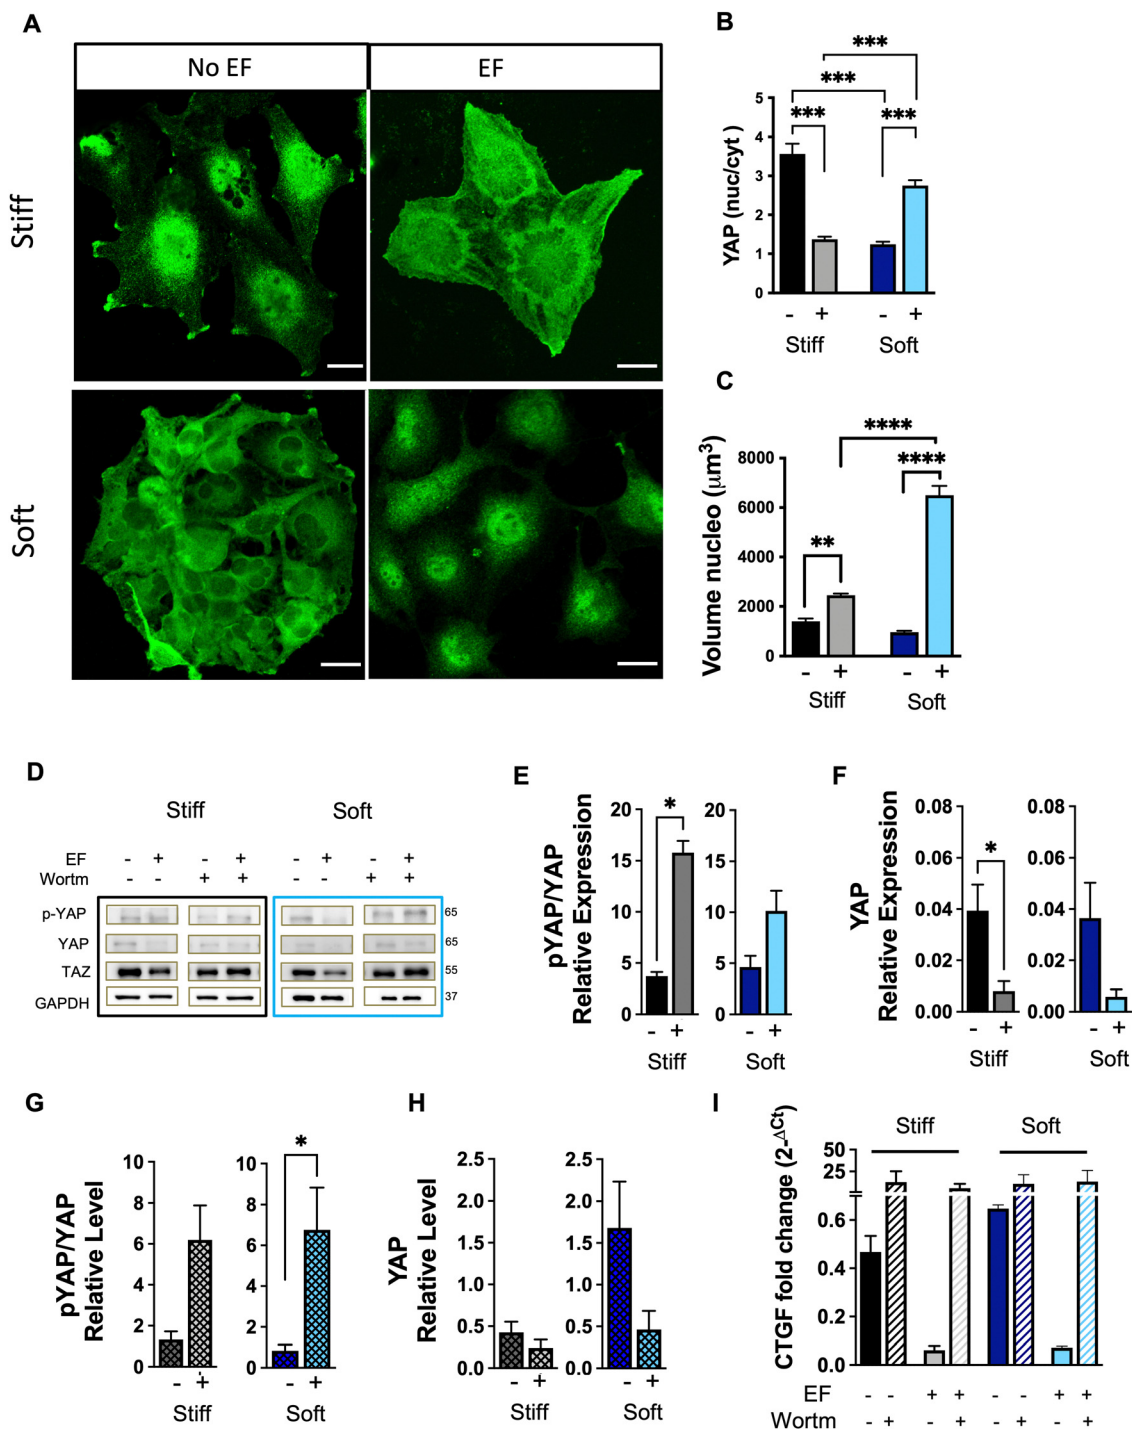 A
No EF
EF
Stiff
Soft
B
***
***
***
***
YAP (nuc/cyt )
5
4
3
2
1
0
- + - +
Stiff Soft
C
****
****
**
Volume nucleo (μm³)
8000
6000
4000
2000
0
- + - +
Stiff Soft
D
Stiff Soft
EF - + - + - + - +
Wortm - - + + - - + +
p-YAP 65
YAP 65
TAZ 55
GAPDH 37
E
pYAP/YAP
Relative Expression
20
15
10
5
0
*
- +
Stiff
20
15
10
5
0
- +
Soft
F
YAP
Relative Expression
0.08
0.06
0.04
0.02
0.00
*
- +
Stiff
0.08
0.06
0.04
0.02
0.00
- +
Soft
G
pYAP/YAP
Relative Level
10
8
6
4
2
0
- +
Stiff
10
8
6
4
2
0
*
- +
Soft
H
YAP
Relative Level
2.5
2.0
1.5
1.0
0.5
0.0
- +
Stiff
2.5
2.0
1.5
1.0
0.5
0.0
- +
Soft
I
CTGF fold change (2-ΔCt)
Stiff Soft
50
25
0.6
0.4
0.2
0.0
EF - - + + - - + +
Wortm - + - + - + - +